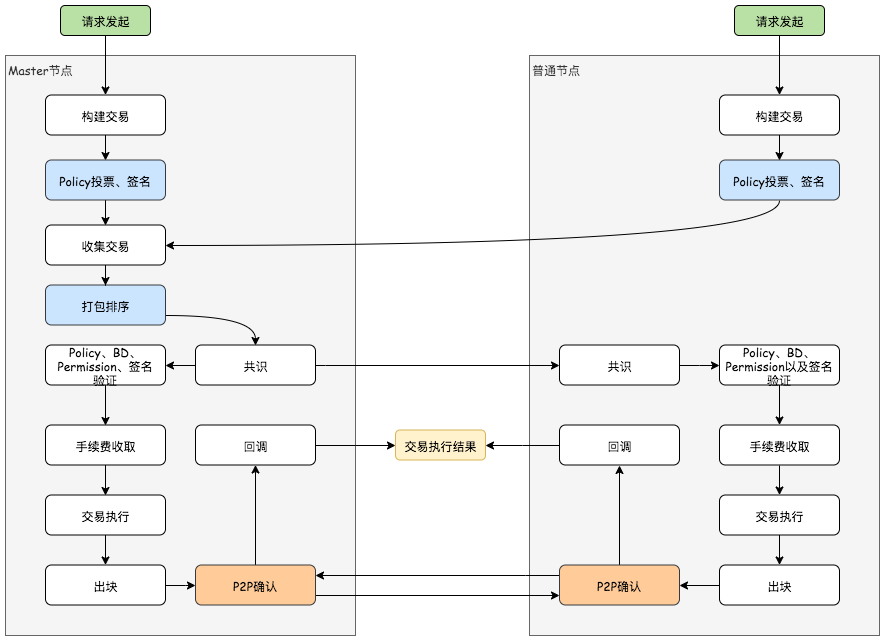 请求发起
请求发起
Master节点
普通节点
构建交易
构建交易
Policy投票、签名
Policy投票、签名
收集交易
打包排序
Policy、BD、
Permission、签名
验证
共识
共识
Policy、BD、
Permission以及签名
验证
手续费收取
回调
交易执行结果
回调
手续费收取
交易执行
交易执行
出块
P2P确认
P2P确认
出块